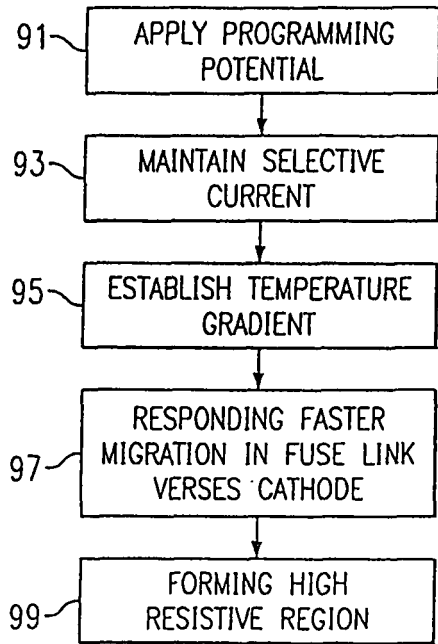 91
APPLY PROGRAMMING
POTENTIAL
93
MAINTAIN SELECTIVE
CURRENT
95
ESTABLISH TEMPERATURE
GRADIENT
97
RESPONDING FASTER
MIGRATION IN FUSE LINK
VERSES CATHODE
99
FORMING HIGH
RESISTIVE REGION